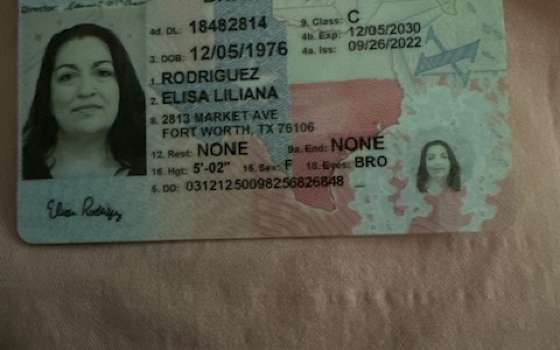 Director:
4d. DL: 18482814 9. Class: C
3. DOB: 12/05/1976 4b. Exp: 12/05/2030
4a. Iss: 09/26/2022
1. RODRIGUEZ
2. ELISA LILIANA
8. 2813 MARKET AVE
FORT WORTH, TX 76106
12. Rest: NONE 9a. End: NONE
16. Hgt: 5'-02" 15. Sex: F 18. Eyes: BRO
5. DD: 03121250098256826848
Elisa Rodriguez